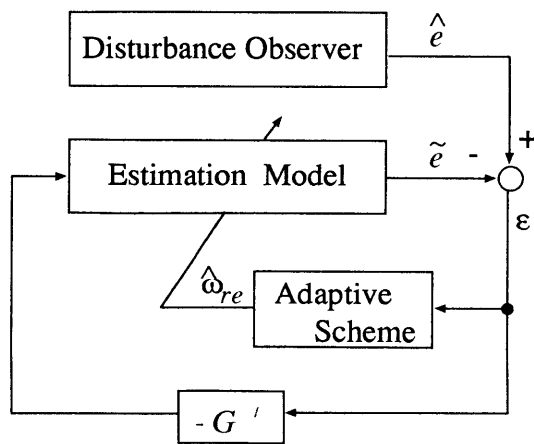 Disturbance Observer
ê
+
Estimation Model
ẽ
-
ε
ω̂re
Adaptive
Scheme
- G ′